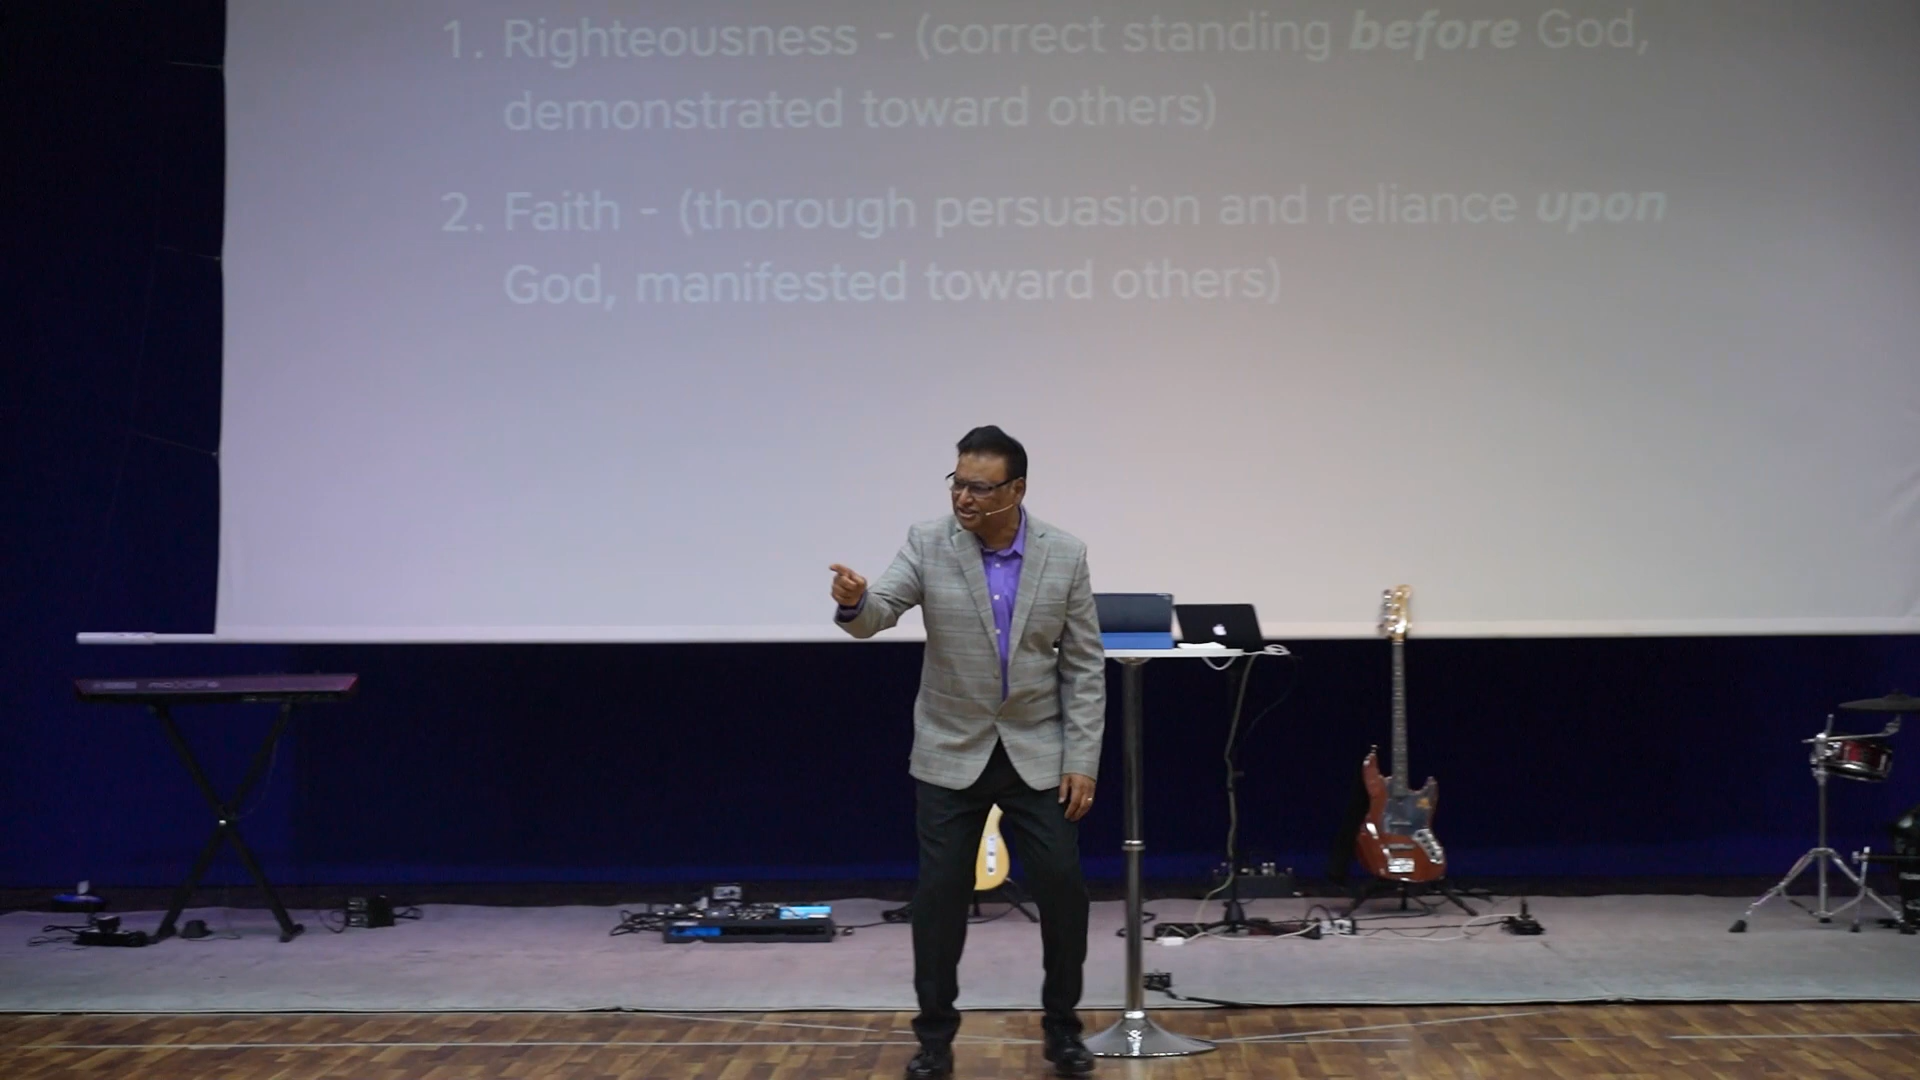 1. Righteousness - (correct standing before God,
demonstrated toward others)
2. Faith - (thorough persuasion and reliance upon
God, manifested toward others)